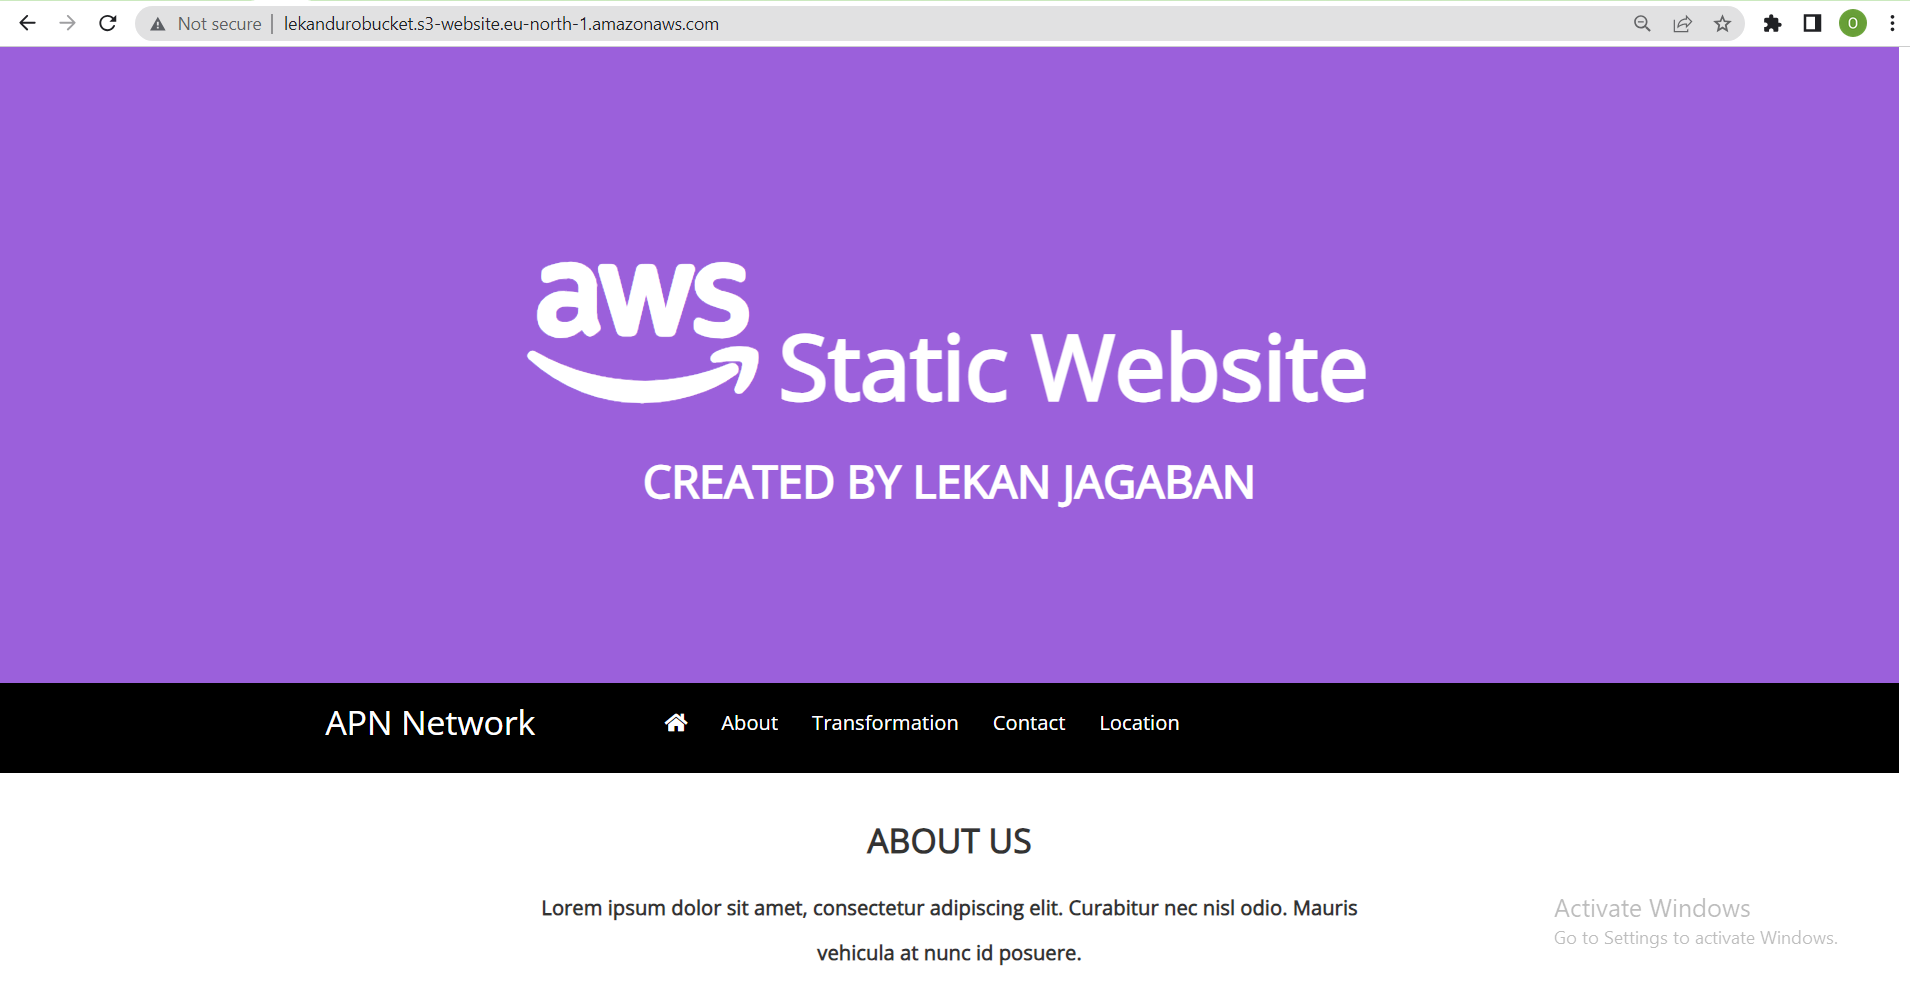 Not secure | lekandurobucket.s3-website.eu-north-1.amazonaws.com O
aws Static Website
CREATED BY LEKAN JAGABAN
APN Network About Transformation Contact Location
ABOUT US
Lorem ipsum dolor sit amet, consectetur adipiscing elit. Curabitur nec nisl odio. Mauris
vehicula at nunc id posuere.
Activate Windows
Go to Settings to activate Windows.